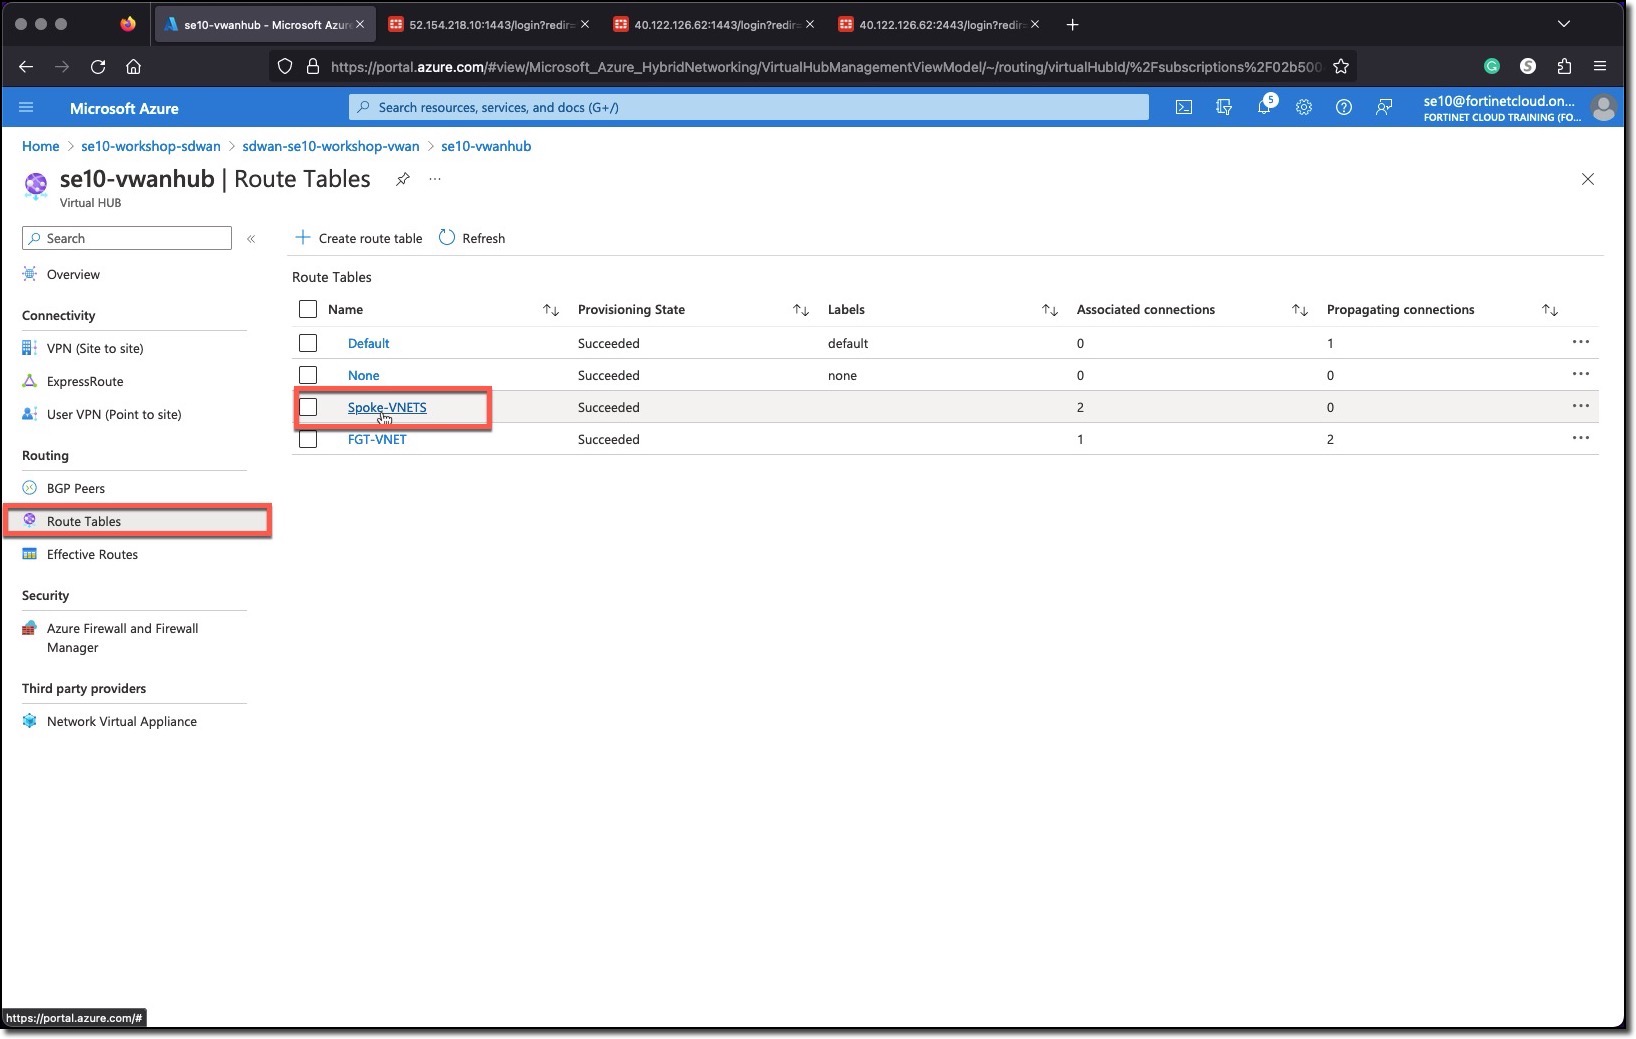 se10-vwanhub - Microsoft Azure
52.154.218.10:1443/login?redir=
40.122.126.62:1443/login?redir=
40.122.126.62:2443/login?redir=
https://portal.azure.com/#view/Microsoft_Azure_HybridNetworking/VirtualHubManagementViewModel/~/routing/virtualHubId/%2Fsubscriptions%2F02b500
Microsoft Azure
Search resources, services, and docs (G+/)
5
se10@fortinetcloud.on...
FORTINET CLOUD TRAINING (FO...
Home > se10-workshop-sdwan > sdwan-se10-workshop-vwan > se10-vwanhub
se10-vwanhub | Route Tables ...
Virtual HUB
Search
«
Overview
Connectivity
VPN (Site to site)
ExpressRoute
User VPN (Point to site)
Routing
BGP Peers
Route Tables
Effective Routes
Security
Azure Firewall and Firewall
Manager
Third party providers
Network Virtual Appliance
Create route table Refresh
Route Tables
Name Provisioning State Labels Associated connections Propagating connections
Default Succeeded default 0 1 ...
None Succeeded none 0 0 ...
Spoke-VNETS Succeeded 2 0 ...
FGT-VNET Succeeded 1 2 ...
https://portal.azure.com/#